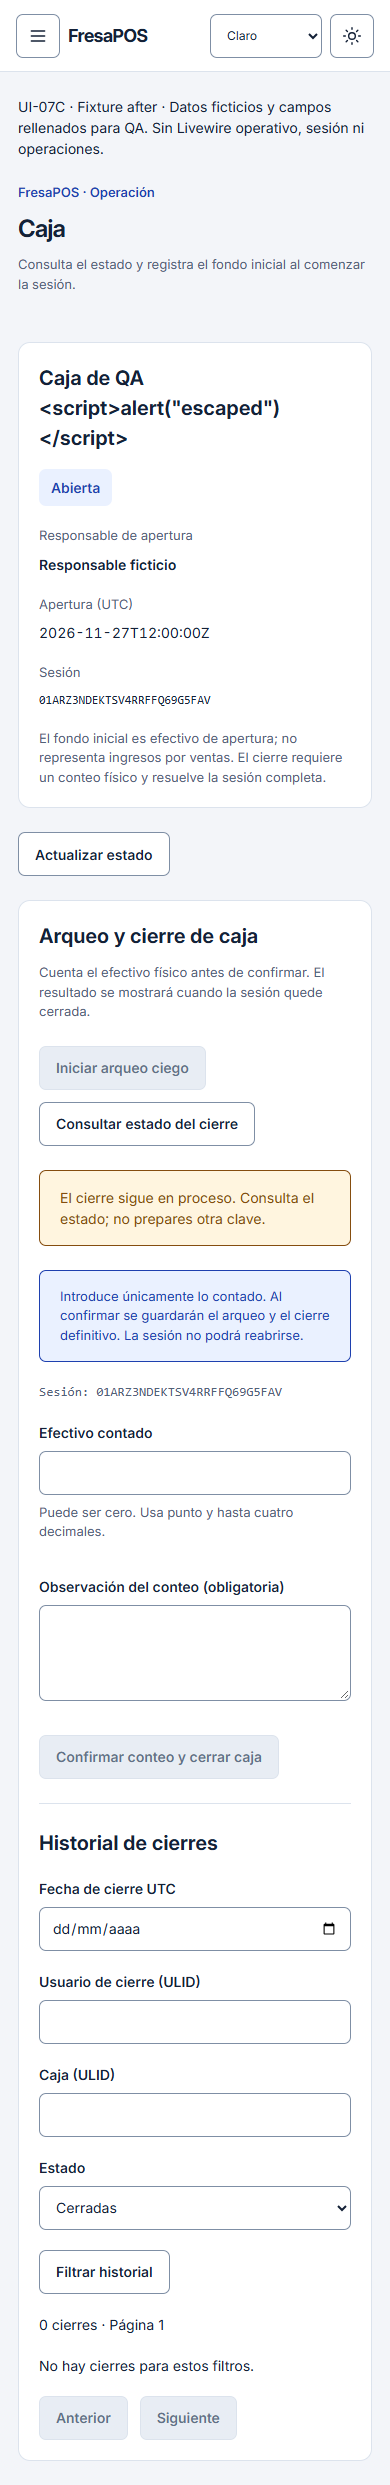 FresaPOS
Claro
UI-07C · Fixture after · Datos ficticios y campos
rellenados para QA. Sin Livewire operativo, sesión ni
operaciones.
FresaPOS · Operación
Caja
Consulta el estado y registra el fondo inicial al comenzar
la sesión.
Caja de QA
<script>alert("escaped")
</script>
Abierta
Responsable de apertura
Responsable ficticio
Apertura (UTC)
2026-11-27T12:00:00Z
Sesión
01ARZ3NDEKTSV4RRFFQ69G5FAV
El fondo inicial es efectivo de apertura; no
representa ingresos por ventas. El cierre requiere
un conteo físico y resuelve la sesión completa.
Actualizar estado
Arqueo y cierre de caja
Cuenta el efectivo físico antes de confirmar. El
resultado se mostrará cuando la sesión quede
cerrada.
Iniciar arqueo ciego
Consultar estado del cierre
El cierre sigue en proceso. Consulta el
estado; no prepares otra clave.
Introduce únicamente lo contado. Al
confirmar se guardarán el arqueo y el cierre
definitivo. La sesión no podrá reabrirse.
Sesión: 01ARZ3NDEKTSV4RRFFQ69G5FAV
Efectivo contado
Puede ser cero. Usa punto y hasta cuatro
decimales.
Observación del conteo (obligatoria)
Confirmar conteo y cerrar caja
Historial de cierres
Fecha de cierre UTC
dd/mm/aaaa
Usuario de cierre (ULID)
Caja (ULID)
Estado
Cerradas
Filtrar historial
0 cierres · Página 1
No hay cierres para estos filtros.
Anterior
Siguiente